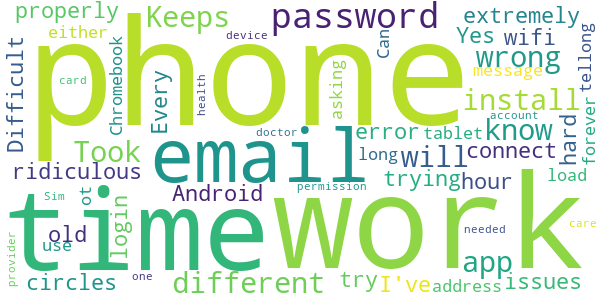 properly
Keeps
password
extremely
either
device
Can
Yes
wifi
tellong
phone
wrong
card
Chromebook
Every
health
asking
message
install
Difficult
account
doctor
error
tablet
know
hard
forever
Took
email
long
will
connect
ridiculous
trying
hour
load
Sim
ot
login
Android
permission
time
work
old
use
app
needed
care
provider
circles
one
different
try
I've
address
issues